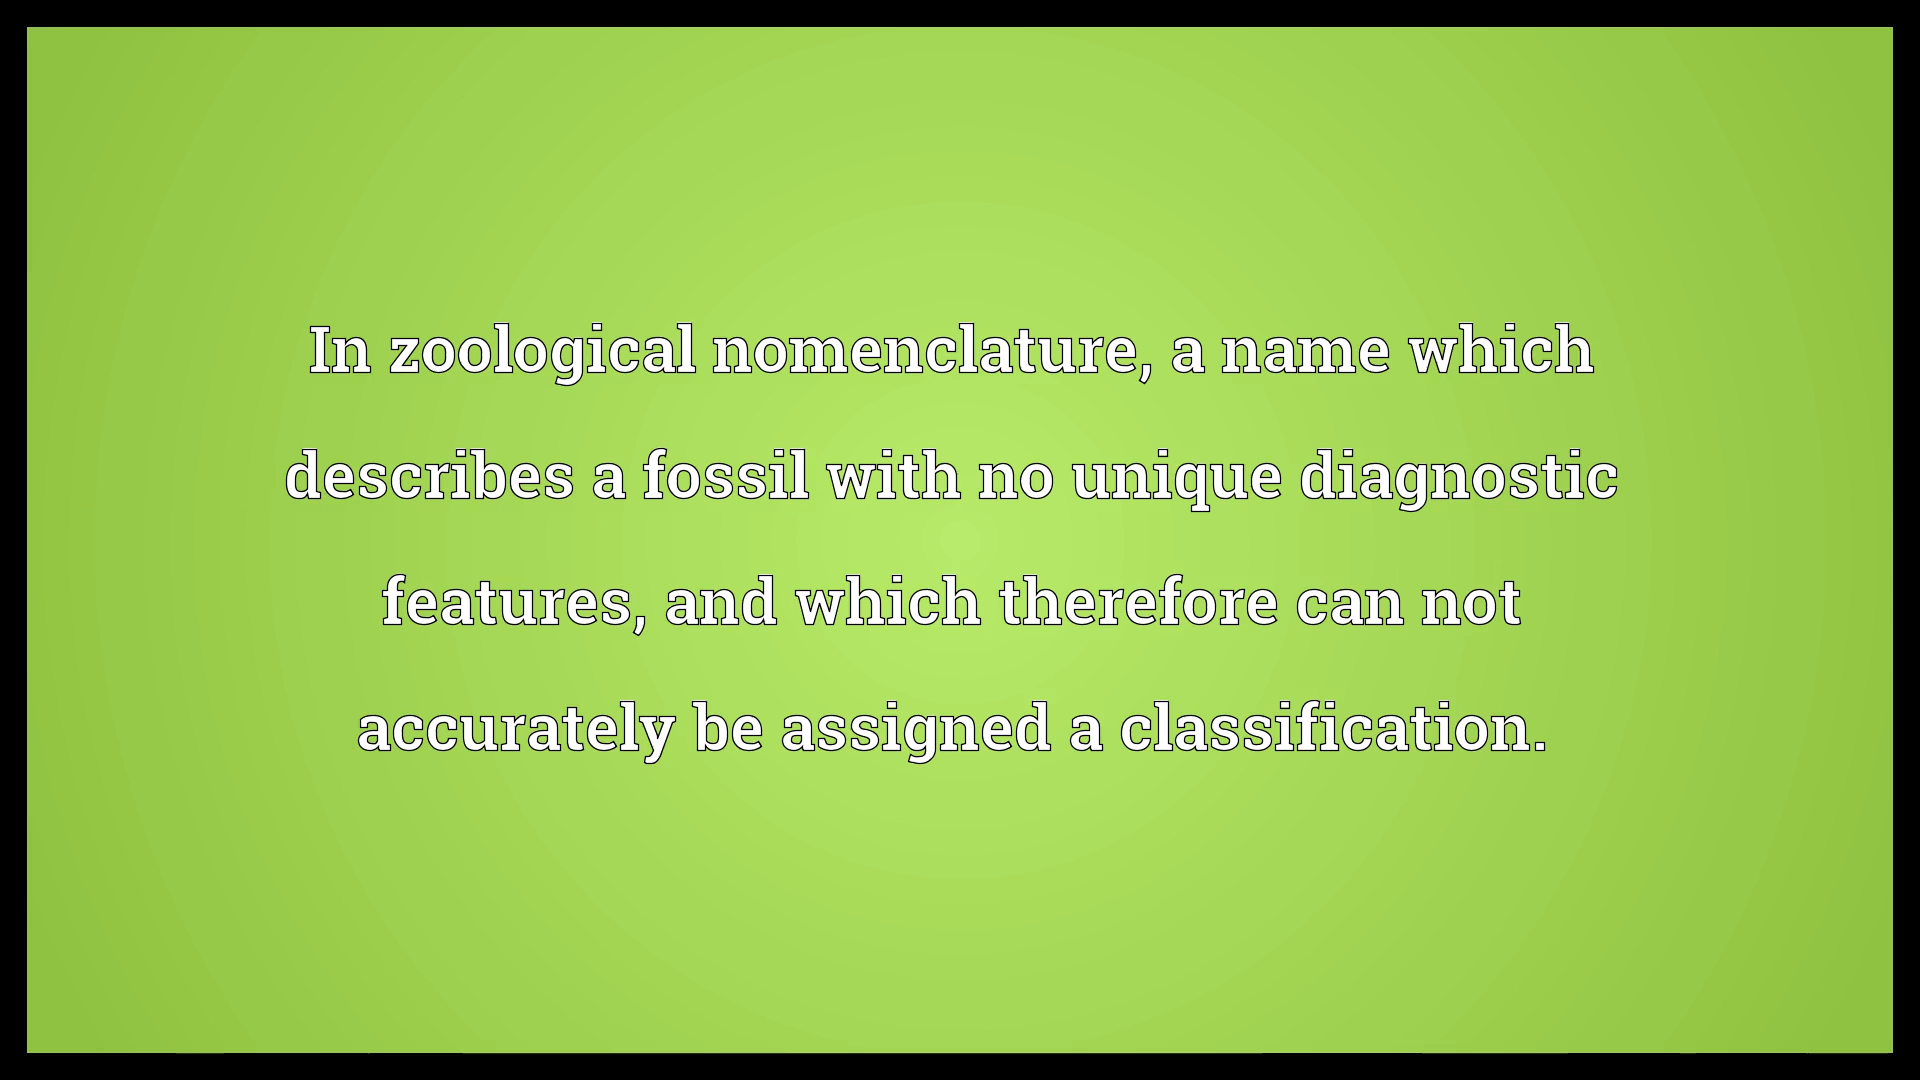 In zoological nomenclature, a name which
describes a fossil with no unique diagnostic
features, and which therefore can not
accurately be assigned a classification.